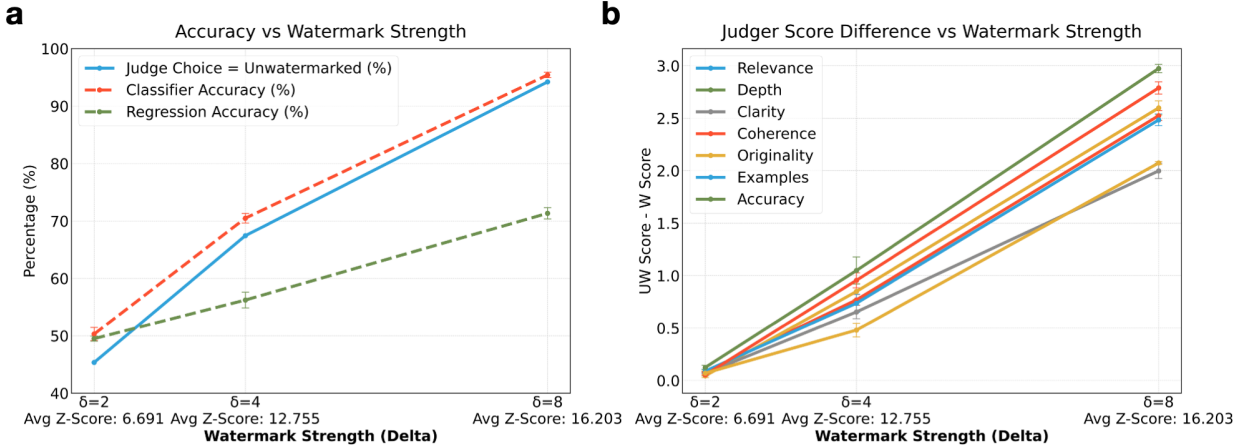 a
Accuracy vs Watermark Strength
Percentage (%)
100
90
80
70
60
50
40
Judge Choice = Unwatermarked (%)
Classifier Accuracy (%)
Regression Accuracy (%)
δ=2 δ=4 δ=8
Avg Z-Score: 6.691 Avg Z-Score: 12.755 Avg Z-Score: 16.203
Watermark Strength (Delta)
b
Judger Score Difference vs Watermark Strength
UW Score - W Score
3.0
2.5
2.0
1.5
1.0
0.5
0.0
Relevance
Depth
Clarity
Coherence
Originality
Examples
Accuracy
δ=2 δ=4 δ=8
Avg Z-Score: 6.691 Avg Z-Score: 12.755 Avg Z-Score: 16.203
Watermark Strength (Delta)